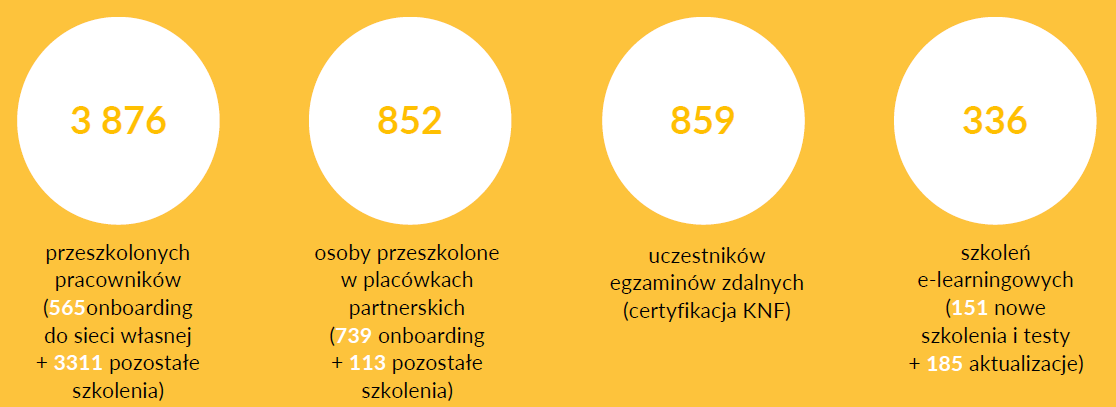 3 876
przeszkolonych
pracowników
(565onboarding
do sieci własnej
+ 3311 pozostałe
szkolenia)
852
osoby przeszkolone
w placówkach
partnerskich
(739 onboarding
+ 113 pozostałe
szkolenia)
859
uczestników
egzaminów zdalnych
(certyfikacja KNF)
336
szkoleń
e-learningowych
(151 nowe
szkolenia i testy
+ 185 aktualizacje)